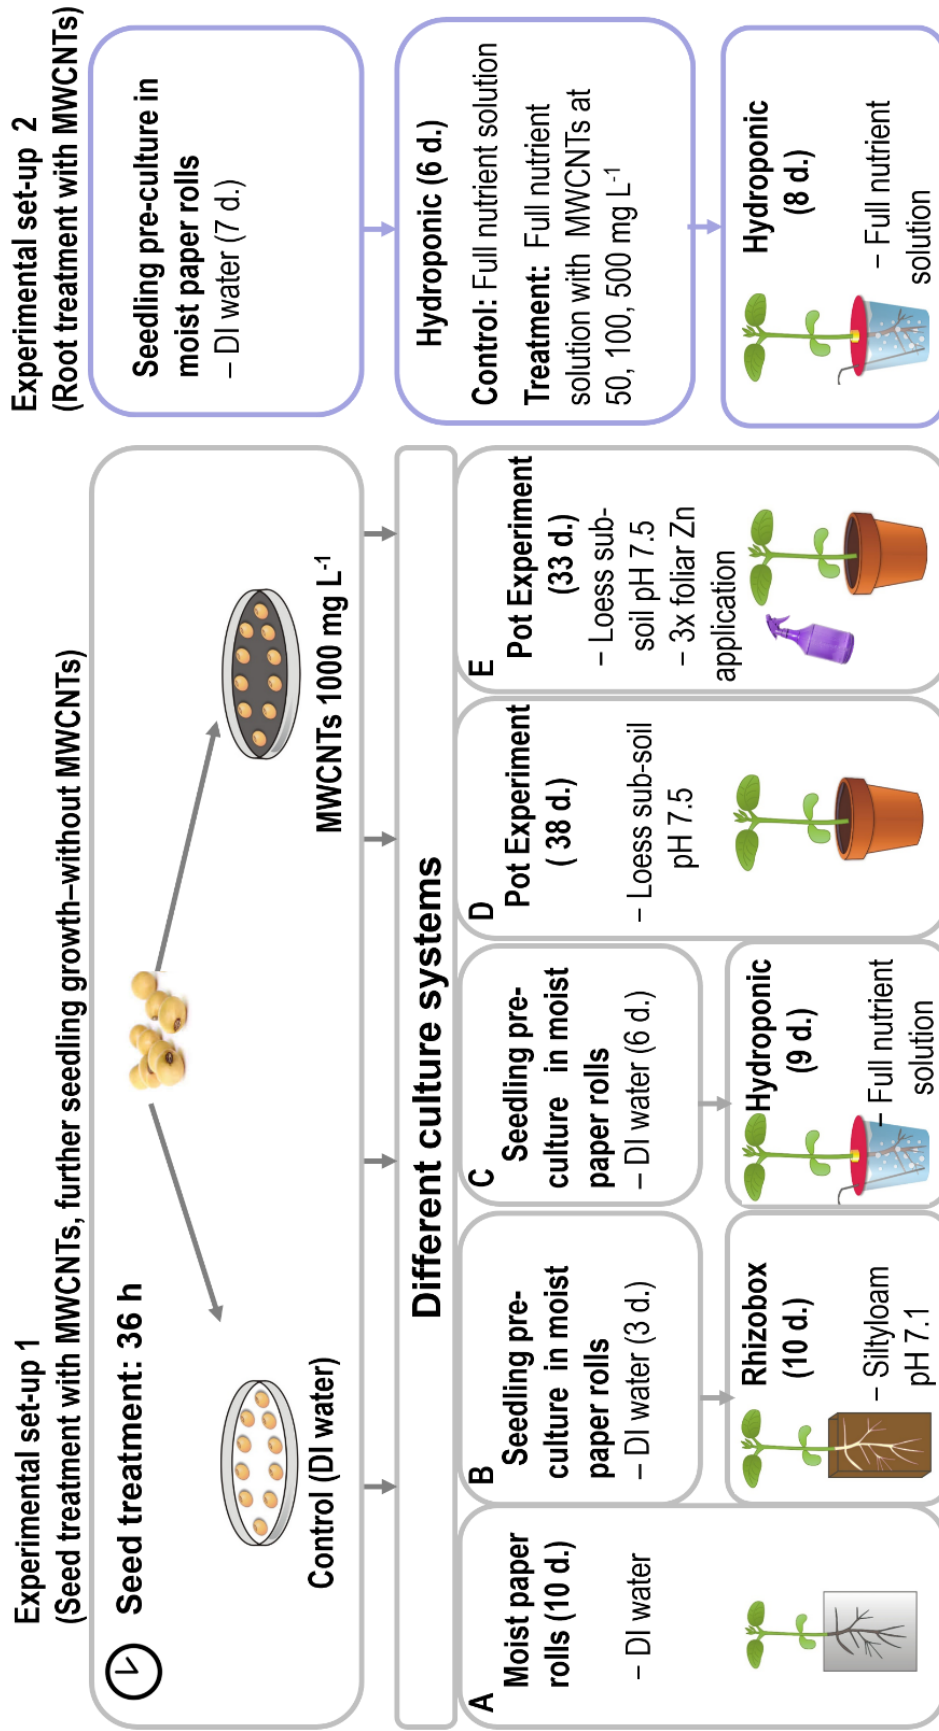 Experimental set-up 1
(Seed treatment with MWCNTs, further seedling growth–without MWCNTs)
Seed treatment: 36 h
Control (DI water)
MWCNTs 1000 mg L-1
Different culture systems
A
Moist paper
rolls (10 d.)
– DI water
B
Seedling pre-
culture in moist
paper rolls
– DI water (3 d.)
Rhizobox
(10 d.)
– Siltyloam
pH 7.1
C
Seedling pre-
culture in moist
paper rolls
– DI water (6 d.)
Hydroponic
(9 d.)
– Full nutrient
solution
D
Pot Experiment
( 38 d.)
– Loess sub-soil
pH 7.5
E
Pot Experiment
(33 d.)
– Loess sub-
soil pH 7.5
– 3x foliar Zn
application
Experimental set-up 2
(Root treatment with MWCNTs)
Seedling pre-culture in
moist paper rolls
– DI water (7 d.)
Hydroponic (6 d.)
Control: Full nutrient solution
Treatment: Full nutrient
solution with MWCNTs at
50, 100, 500 mg L-1
Hydroponic
(8 d.)
– Full nutrient
solution